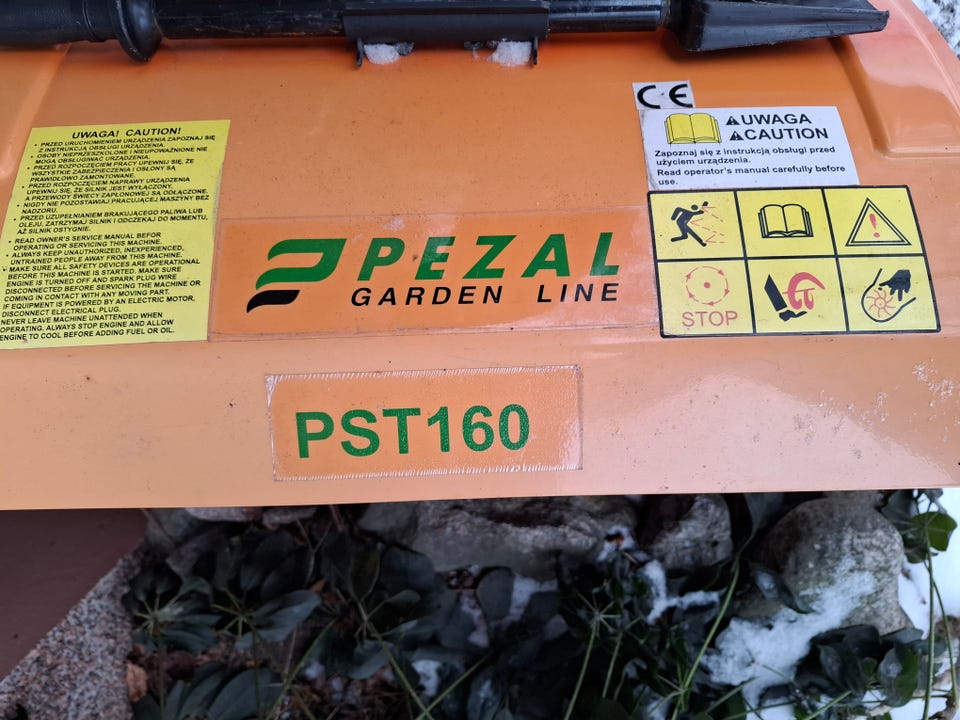 UWAGA! CAUTION!
• PRZED URUCHOMIENIEM URZĄDZENIA ZAPOZNAJ SIĘ
Z INSTRUKCJĄ OBSŁUGI URZĄDZENIA.
• OSOBY NIEPRZESZKOLONE I NIEUPOWAŻNIONE NIE
MOGĄ OBSŁUGIWAĆ URZĄDZENIA.
• PRZED ROZPOCZĘCIEM PRACY UPEWNIJ SIĘ, ŻE
WSZYSTKIE ZABEZPIECZENIA I OSŁONY SĄ
PRAWIDŁOWO ZAMONTOWANE.
• PRZED ROZPOCZĘCIEM NAPRAWY URZĄDZENIA
UPEWNIJ SIĘ, ŻE SILNIK JEST WYŁĄCZONY,
A PRZEWODY ŚWIECY ZAPŁONOWEJ SĄ ODŁĄCZONE.
• NIGDY NIE POZOSTAWIAJ PRACUJĄCEJ MASZYNY BEZ
NADZORU.
• PRZED UZUPEŁNIANIEM BRAKUJĄCEGO PALIWA LUB
OLEJU, ZATRZYMAJ SILNIK I ODCZEKAJ DO MOMENTU,
AŻ SILNIK OSTYGNIE.
• READ OWNER'S SERVICE MANUAL BEFOR
OPERATING OR SERVICING THIS MACHINE.
• ALWAYS KEEP UNAUTHORIZED, INEXPERIENCED,
UNTRAINED PEOPLE AWAY FROM THIS MACHINE.
• MAKE SURE ALL SAFETY DEVICES ARE OPERATIONAL
BEFORE THIS MACHINE IS STARTED. MAKE SURE
ENGINE IS TURNED OFF AND SPARK PLUG WIRE
DISCONNECTED BEFORE SERVICING THE MACHINE OR
COMING IN CONTACT WITH ANY MOVING PART.
IF EQUIPMENT IS POWERED BY AN ELECTRIC MOTOR,
DISCONNECT ELECTRICAL PLUG.
NEVER LEAVE MACHINE UNATTENDED WHEN
OPERATING. ALWAYS STOP ENGINE AND ALLOW
ENGINE TO COOL BEFORE ADDING FUEL OR OIL.
PEZAL
GARDEN LINE
PST160
CE
UWAGA
CAUTION
Zapoznaj się z instrukcją obsługi przed
użyciem urządzenia.
Read operator's manual carefully before
use.
STOP